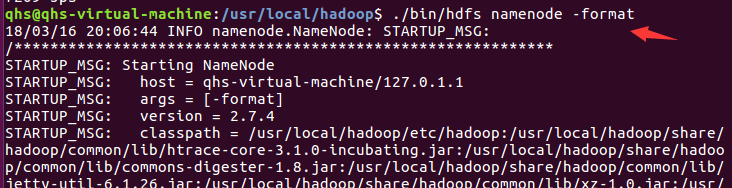 qhs@qhs-virtual-machine:/usr/local/hadoop$ ./bin/hdfs namenode -format
18/03/16 20:06:44 INFO namenode.NameNode: STARTUP_MSG:
/************************************************************
STARTUP_MSG: Starting NameNode
STARTUP_MSG:   host = qhs-virtual-machine/127.0.1.1
STARTUP_MSG:   args = [-format]
STARTUP_MSG:   version = 2.7.4
STARTUP_MSG:   classpath = /usr/local/hadoop/etc/hadoop:/usr/local/hadoop/share/
hadoop/common/lib/htrace-core-3.1.0-incubating.jar:/usr/local/hadoop/share/hadoo
p/common/lib/commons-digester-1.8.jar:/usr/local/hadoop/share/hadoop/common/lib/
jetty-util-6.1.26.jar:/usr/local/hadoop/share/hadoop/common/lib/xz-1.0.jar:/usr/